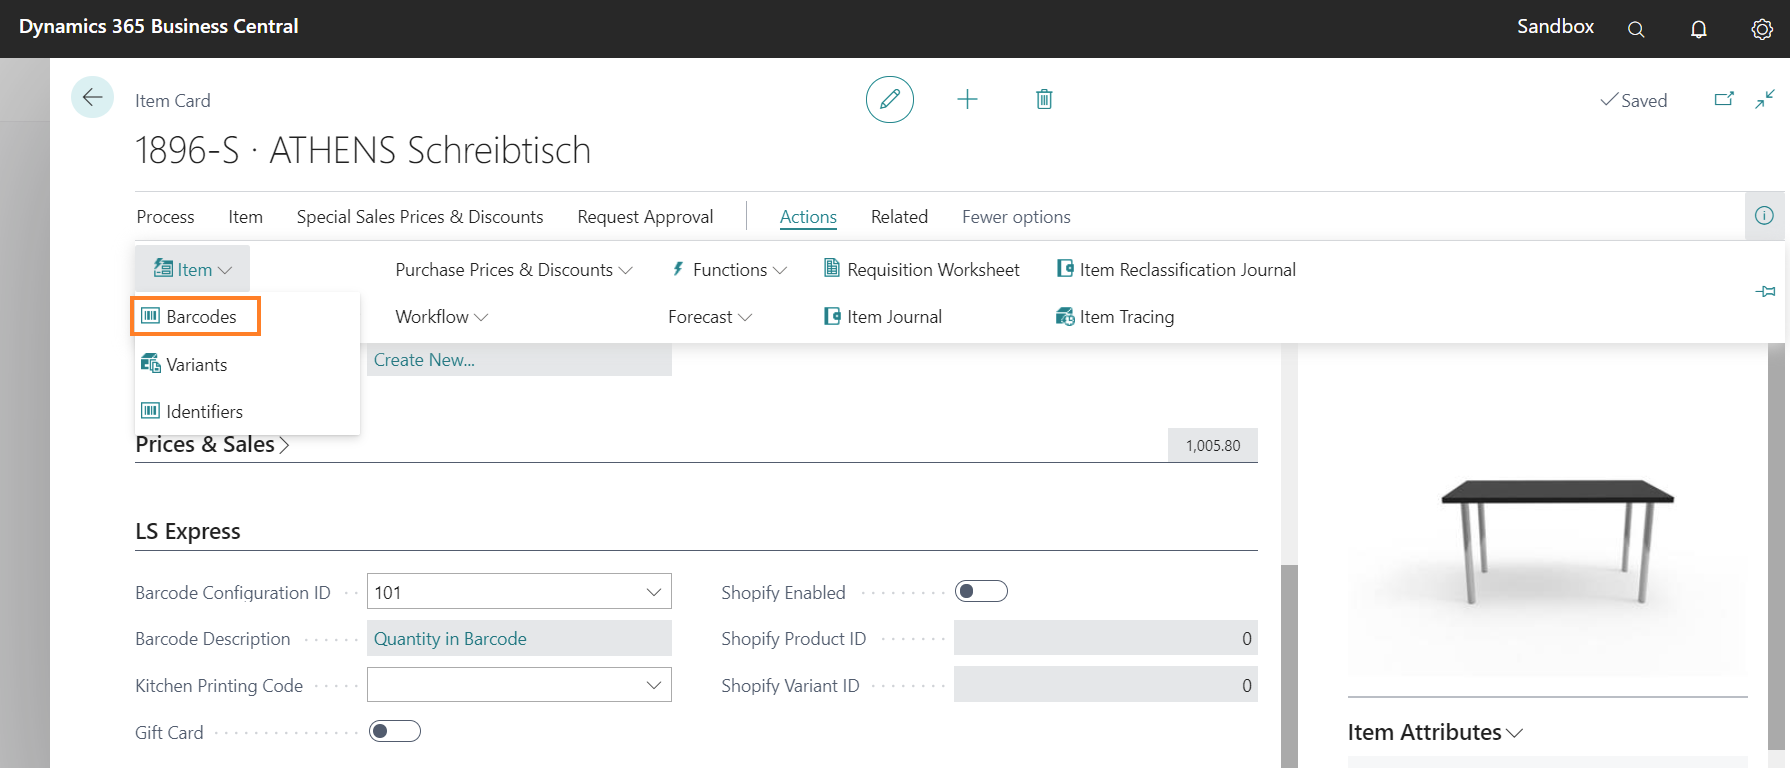 Dynamics 365 Business Central
Sandbox
Item Card
Saved
1896-S · ATHENS Schreibtisch
Process Item Special Sales Prices & Discounts Request Approval Actions Related Fewer options
Item Purchase Prices & Discounts Functions Requisition Worksheet Item Reclassification Journal
Barcodes Workflow Forecast Item Journal Item Tracing
Variants Create New...
Identifiers
Prices & Sales 1,005.80
LS Express
Barcode Configuration ID 101 Shopify Enabled
Barcode Description Quantity in Barcode Shopify Product ID 0
Kitchen Printing Code Shopify Variant ID 0
Gift Card
Item Attributes